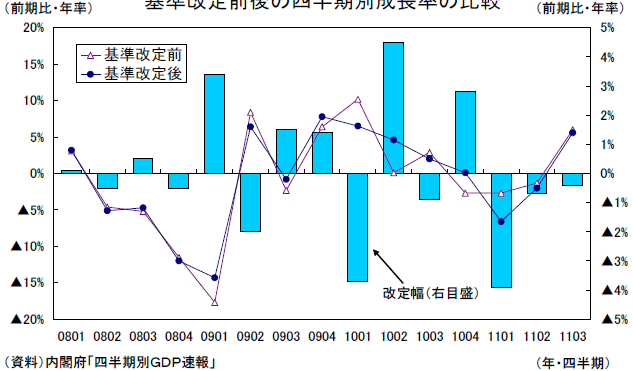 基準改定前後の四半期別成長率の比較
（前期比・年率）
（前期比・年率）
20%
15%
10%
5%
0%
▲5%
▲10%
▲15%
▲20%
基準改定前
基準改定後
改定幅（右目盛）
5%
4%
3%
2%
1%
0%
▲1%
▲2%
▲3%
▲4%
▲5%
0801 0802 0803 0804 0901 0902 0903 0904 1001 1002 1003 1004 1101 1102 1103
（資料）内閣府「四半期別GDP速報」
（年・四半期）